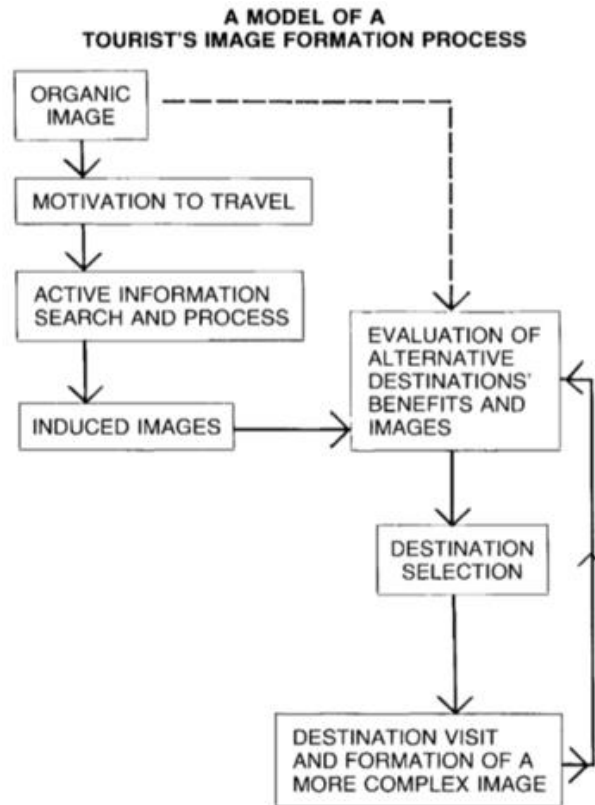 A MODEL OF A
TOURIST'S IMAGE FORMATION PROCESS
ORGANIC
IMAGE
MOTIVATION TO TRAVEL
ACTIVE INFORMATION
SEARCH AND PROCESS
INDUCED IMAGES
EVALUATION OF
ALTERNATIVE
DESTINATIONS'
BENEFITS AND
IMAGES
DESTINATION
SELECTION
DESTINATION VISIT
AND FORMATION OF A
MORE COMPLEX IMAGE